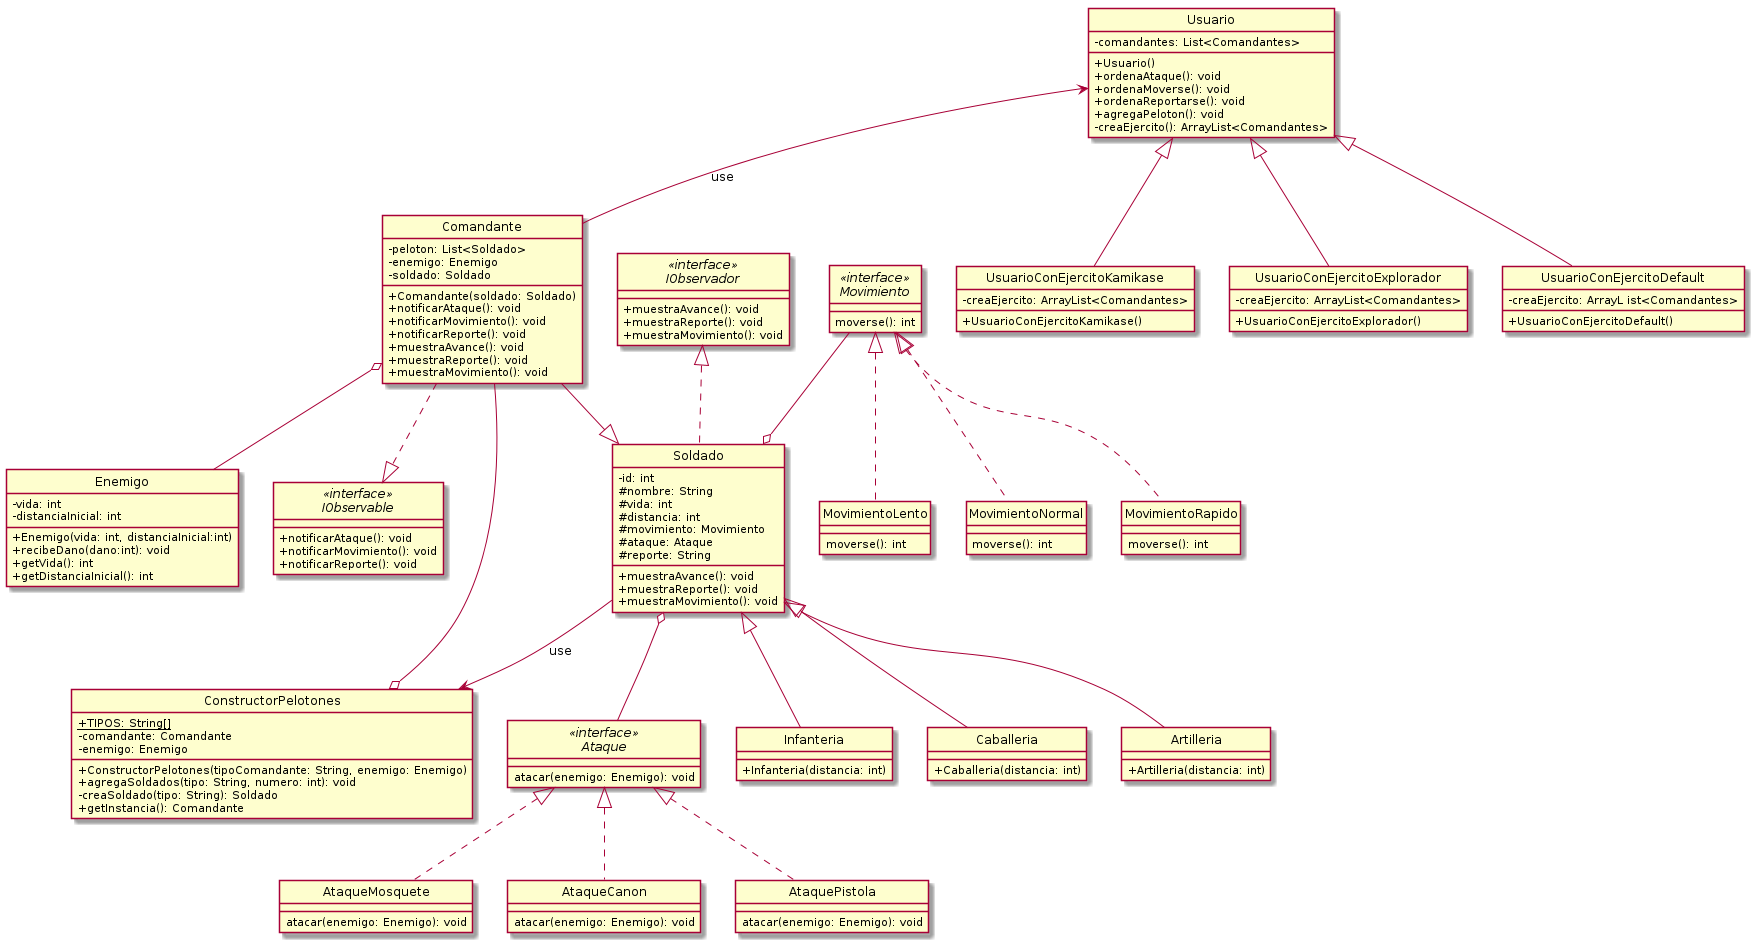 Usuario
-comandantes: List<Comandantes>
+Usuario()
+ordenaAtaque(): void
+ordenaMoverse(): void
+ordenaReportarse(): void
+agregaPeloton(): void
-creaEjercito(): ArrayList<Comandantes>
use
Comandante
-peloton: List<Soldado>
-enemigo: Enemigo
-soldado: Soldado
+Comandante(soldado: Soldado)
+notificarAtaque(): void
+notificarMovimiento(): void
+notificarReporte(): void
+muestraAvance(): void
+muestraReporte(): void
+muestraMovimiento(): void
«interface»
IObservador
+muestraAvance(): void
+muestraReporte(): void
+muestraMovimiento(): void
«interface»
Movimiento
moverse(): int
UsuarioConEjercitoKamikase
-creaEjercito: ArrayList<Comandantes>
+UsuarioConEjercitoKamikase()
UsuarioConEjercitoExplorador
-creaEjercito: ArrayList<Comandantes>
+UsuarioConEjercitoExplorador()
UsuarioConEjercitoDefault
-creaEjercito: ArrayL ist<Comandantes>
+UsuarioConEjercitoDefault()
Enemigo
-vida: int
-distanciaInicial: int
+Enemigo(vida: int, distanciaInicial:int)
+recibeDano(dano:int): void
+getVida(): int
+getDistanciaInicial(): int
«interface»
IObservable
+notificarAtaque(): void
+notificarMovimiento(): void
+notificarReporte(): void
Soldado
-id: int
#nombre: String
#vida: int
#distancia: int
#movimiento: Movimiento
#ataque: Ataque
#reporte: String
+muestraAvance(): void
+muestraReporte(): void
+muestraMovimiento(): void
MovimientoLento
moverse(): int
MovimientoNormal
moverse(): int
MovimientoRapido
moverse(): int
use
ConstructorPelotones
+TIPOS: String[]
-comandante: Comandante
-enemigo: Enemigo
+ConstructorPelotones(tipoComandante: String, enemigo: Enemigo)
+agregaSoldados(tipo: String, numero: int): void
-creaSoldado(tipo: String): Soldado
+getInstancia(): Comandante
«interface»
Ataque
atacar(enemigo: Enemigo): void
Infanteria
+Infanteria(distancia: int)
Caballeria
+Caballeria(distancia: int)
Artilleria
+Artilleria(distancia: int)
AtaqueMosquete
atacar(enemigo: Enemigo): void
AtaqueCanon
atacar(enemigo: Enemigo): void
AtaquePistola
atacar(enemigo: Enemigo): void